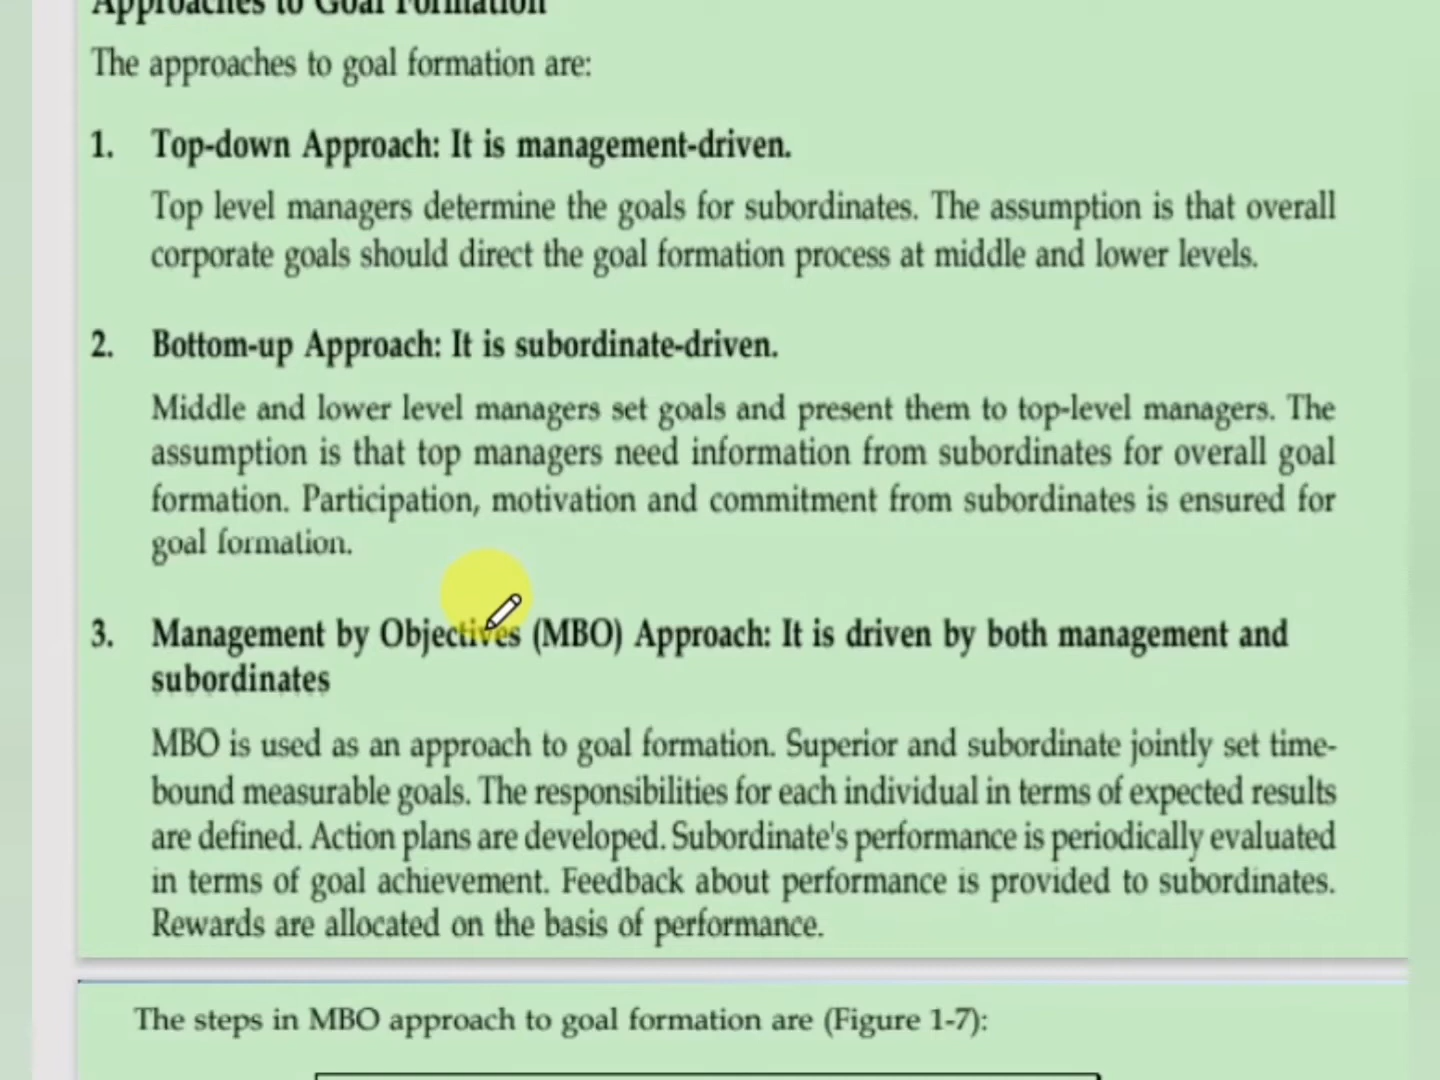 Approaches to Goal Formation
The approaches to goal formation are:
1. Top-down Approach: It is management-driven.
Top level managers determine the goals for subordinates. The assumption is that overall
corporate goals should direct the goal formation process at middle and lower levels.
2. Bottom-up Approach: It is subordinate-driven.
Middle and lower level managers set goals and present them to top-level managers. The
assumption is that top managers need information from subordinates for overall goal
formation. Participation, motivation and commitment from subordinates is ensured for
goal formation.
3. Management by Objectives (MBO) Approach: It is driven by both management and
subordinates
MBO is used as an approach to goal formation. Superior and subordinate jointly set time-
bound measurable goals. The responsibilities for each individual in terms of expected results
are defined. Action plans are developed. Subordinate's performance is periodically evaluated
in terms of goal achievement. Feedback about performance is provided to subordinates.
Rewards are allocated on the basis of performance.
The steps in MBO approach to goal formation are (Figure 1-7):